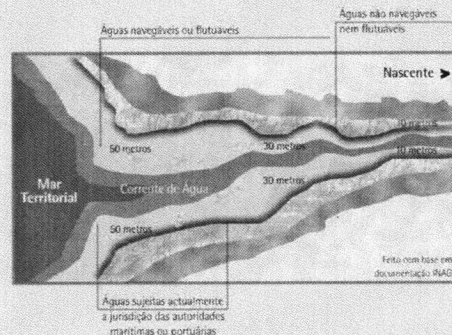 Águas não navegáveis
nem flutuáveis
Águas navegáveis ou flutuáveis
Nascente
10 metros
50 metros
30 metros
10 metros
Mar
Territorial
Corrente de Água
30 metros
50 metros
Feito com base em
documentação INAG
Águas sujeitas actualmente
a jurisdição das autoridades
marítimas ou portuárias